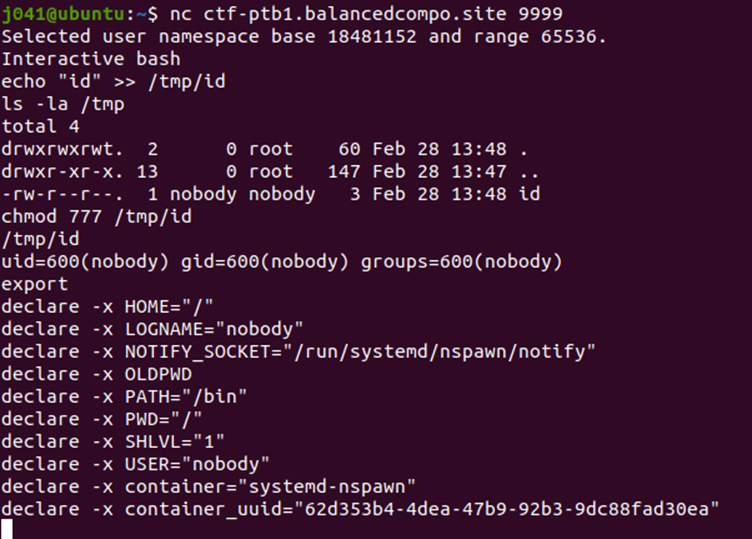 j041@ubuntu:~$ nc ctf-ptb1.balancedcompo.site 9999
Selected user namespace base 18481152 and range 65536.
Interactive bash
echo "id" >> /tmp/id
ls -la /tmp
total 4
drwxrwxrwt.  2      0 root    60 Feb 28 13:48 .
drwxr-xr-x. 13      0 root   147 Feb 28 13:47 ..
-rw-r--r--.  1 nobody nobody   3 Feb 28 13:48 id
chmod 777 /tmp/id
/tmp/id
uid=600(nobody) gid=600(nobody) groups=600(nobody)
export
declare -x HOME="/"
declare -x LOGNAME="nobody"
declare -x NOTIFY_SOCKET="/run/systemd/nspawn/notify"
declare -x OLDPWD
declare -x PATH="/bin"
declare -x PWD="/"
declare -x SHLVL="1"
declare -x USER="nobody"
declare -x container="systemd-nspawn"
declare -x container_uuid="62d353b4-4dea-47b9-92b3-9dc88fad30ea"